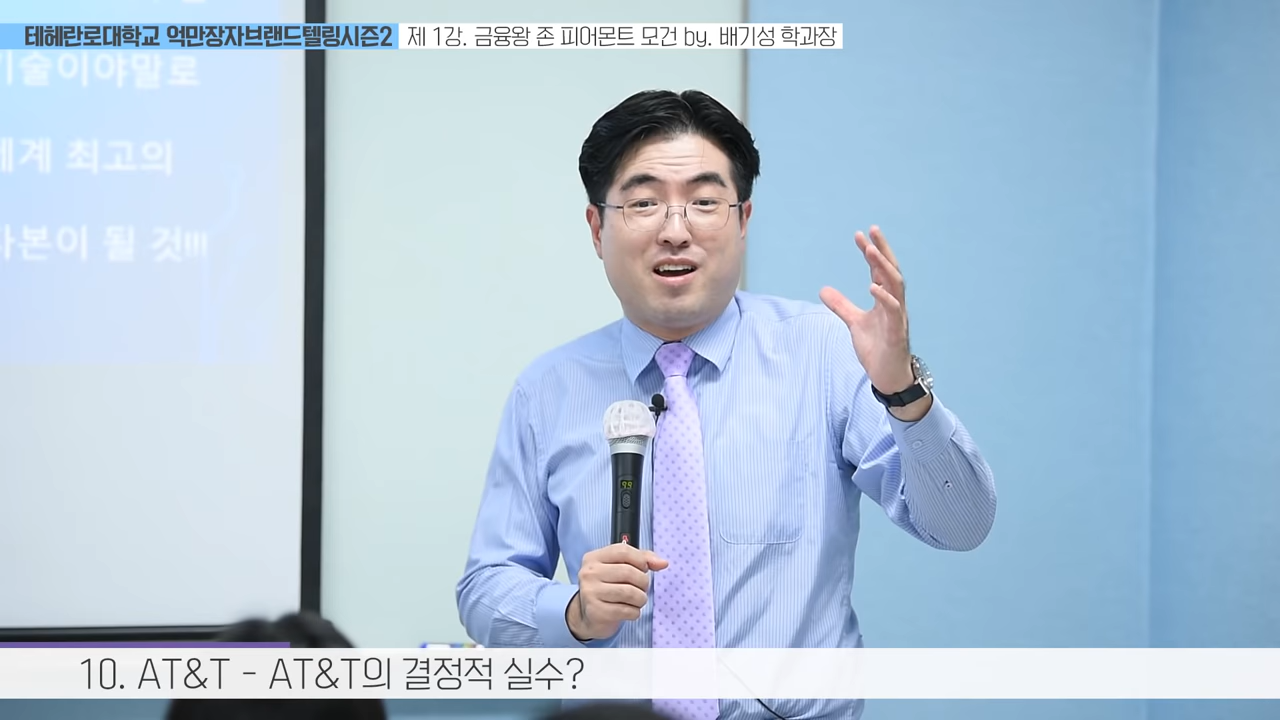 테헤란로대학교 억만장자브랜드텔링시즌2 제 1강. 금융왕 존 피어몬트 모건 by. 배기성 학과장
기술이야말로
세계 최고의
자본이 될 것!!!
99
10. AT&T - AT&T의 결정적 실수?